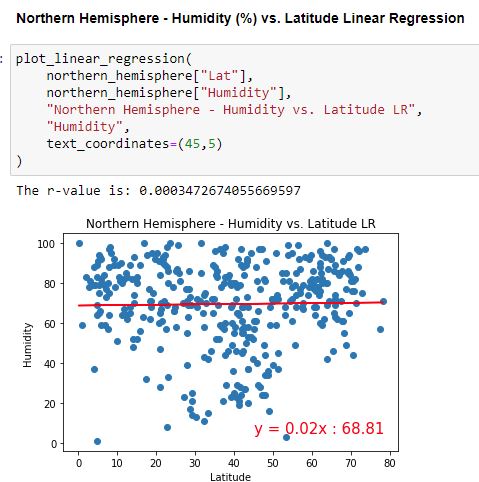 Northern Hemisphere - Humidity (%) vs. Latitude Linear Regression
:
plot_linear_regression(
northern_hemisphere["Lat"],
northern_hemisphere["Humidity"],
"Northern Hemisphere - Humidity vs. Latitude LR",
"Humidity",
text_coordinates=(45,5)
)
The r-value is: 0.0003472674055669597
Northern Hemisphere - Humidity vs. Latitude LR
100
80
60
40
20
0
Humidity
y = 0.02x : 68.81
0 10 20 30 40 50 60 70 80
Latitude